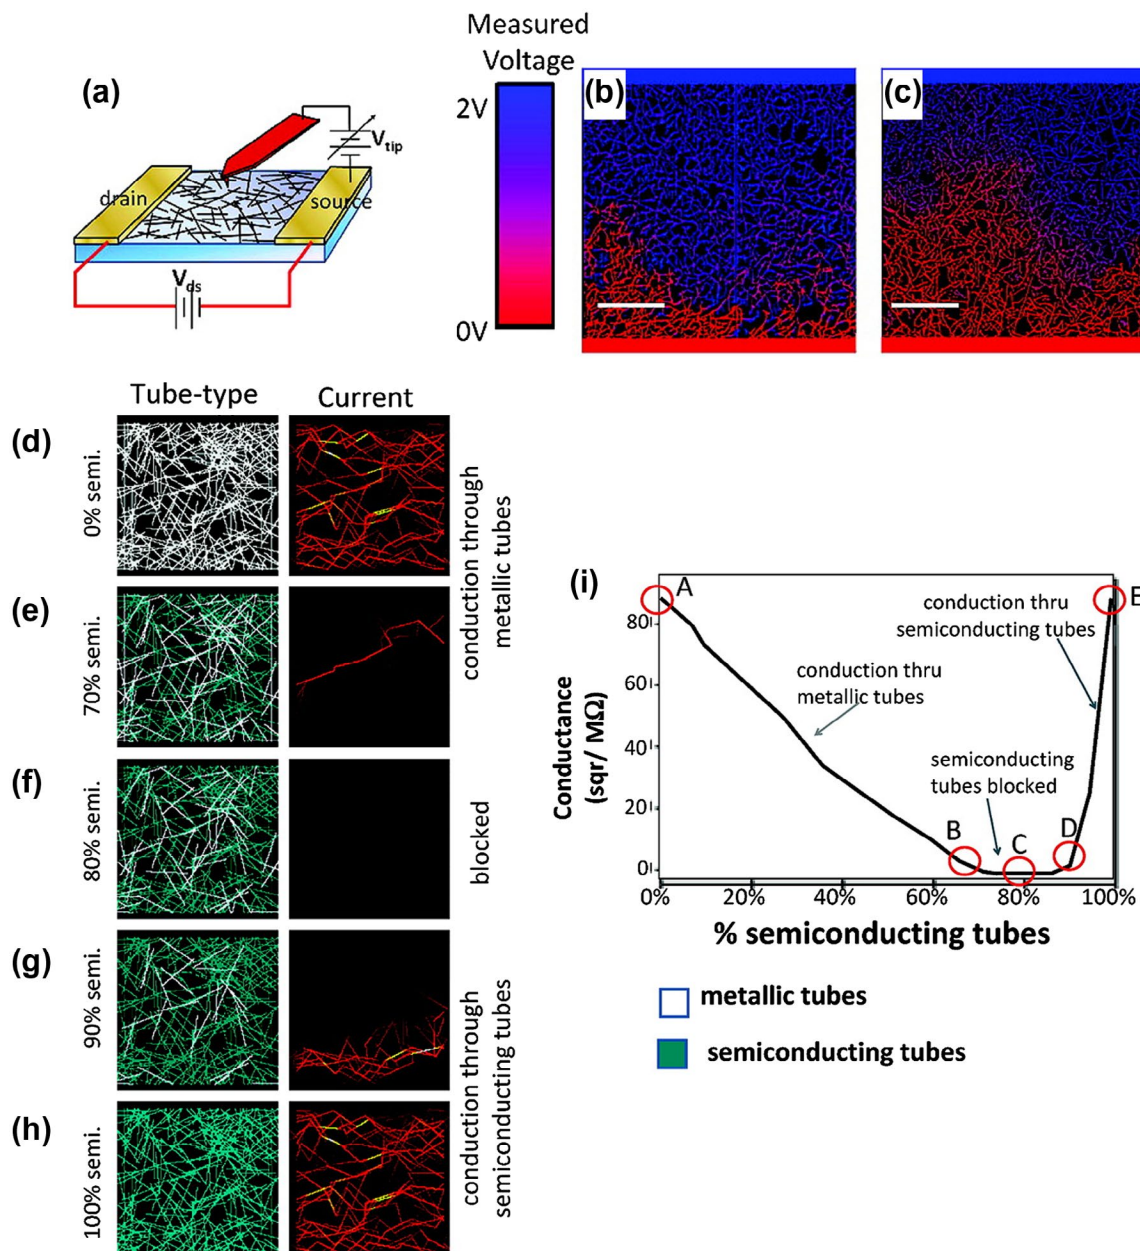 Measured
Voltage
(a)
V_tip
drain
source
V_ds
2V
0V
(b)
(c)
Tube-type
Current
(d)
0% semi.
(e)
70% semi.
conduction through
metallic tubes
(f)
80% semi.
blocked
(g)
90% semi.
(h)
100% semi.
conduction through
semiconducting tubes
(i)
Conductance
(sqr/ MΩ)
80
60
40
20
0
A
conduction thru
metallic tubes
conduction thru
semiconducting tubes
semiconducting
tubes blocked
B
C
D
E
0%
20%
40%
60%
80%
100%
% semiconducting tubes
metallic tubes
semiconducting tubes